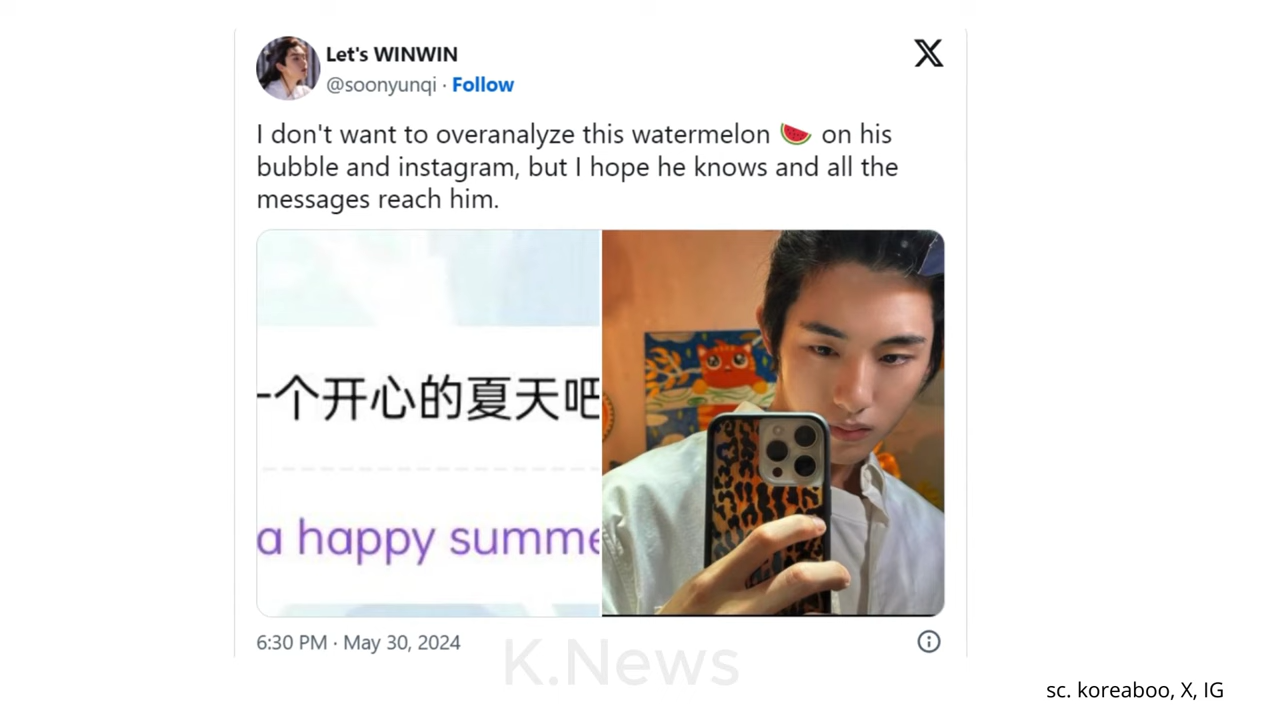 Let's WINWIN
@soonyunqi · Follow
I don't want to overanalyze this watermelon 🍉 on his
bubble and instagram, but I hope he knows and all the
messages reach him.
一个开心的夏天吧
a happy summe
6:30 PM · May 30, 2024
K.News
sc. koreaboo, X, IG